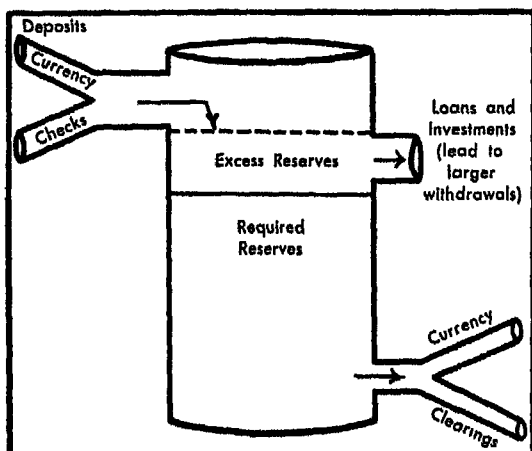 Deposits
Currency
Checks
Excess Reserves
Loans and
Investments
(lead to
larger
withdrawals)
Required
Reserves
Currency
Clearings